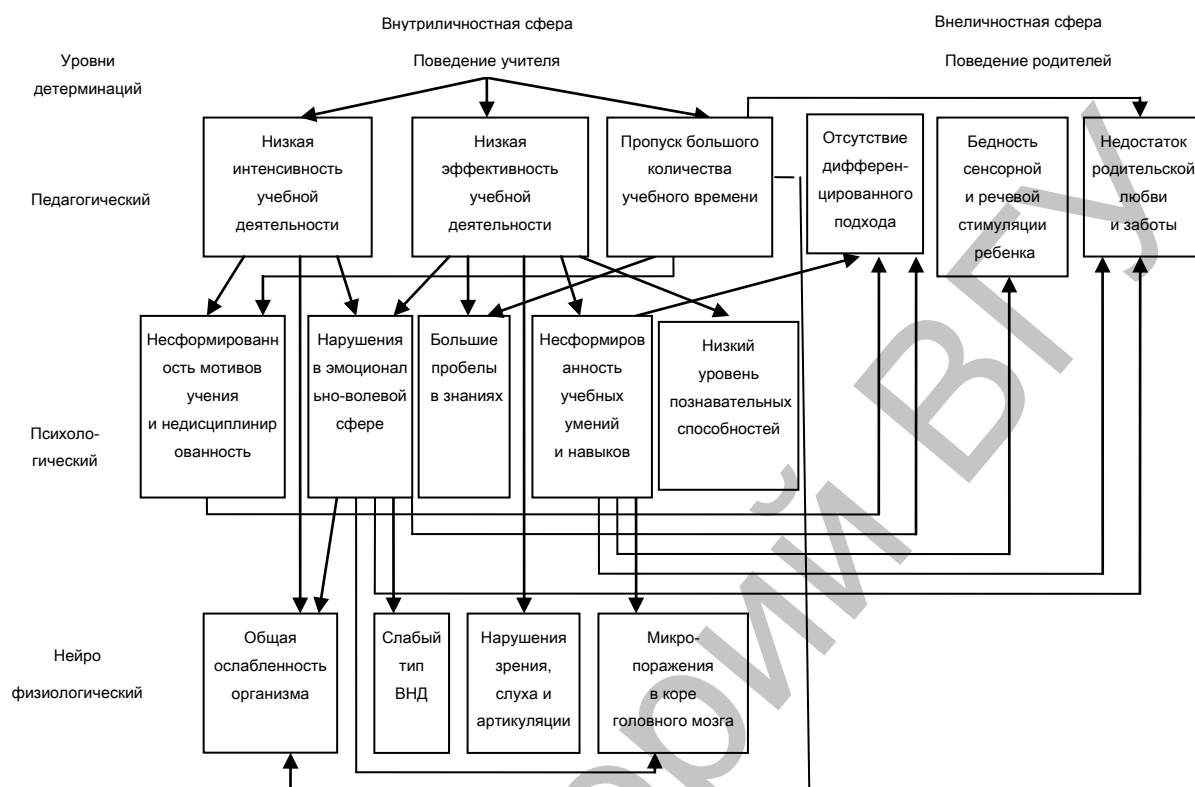 Внутриличностная сфера
Внеличностная сфера
Уровни
детерминаций
Поведение учителя
Поведение родителей
Педагогический
Низкая
интенсивность
учебной
деятельности
Низкая
эффективность
учебной
деятельности
Пропуск большого
количества
учебного времени
Отсутствие
дифферен-
цированного
подхода
Бедность
сенсорной
и речевой
стимуляции
ребенка
Недостаток
родительской
любви
и заботы
Психоло-
гический
Несформированн
ость мотивов
учения
и недисциплинир
ованность
Нарушения
в эмоционал
ьно-волевой
сфере
Большие
пробелы
в знаниях
Несформиров
анность
учебных
умений
и навыков
Низкий
уровень
познавательных
способностей
Нейро
физиологический
Общая
ослабленность
организма
Слабый
тип
ВНД
Нарушения
зрения,
слуха и
артикуляции
Микро-
поражения
в коре
головного мозга
орий ВГУ